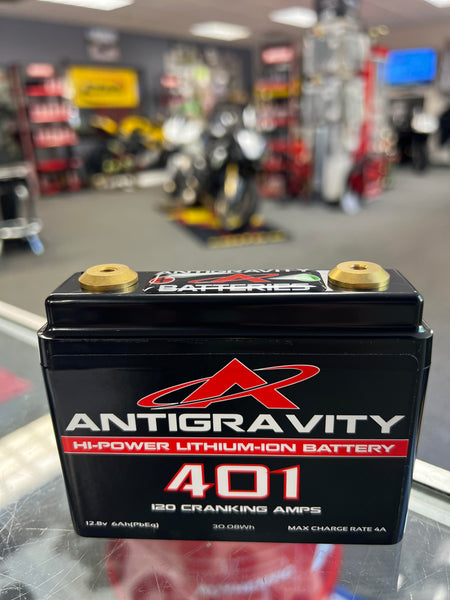 ANTIGRAVITY
BATTERIES
ANTIGRAVITY
HI-POWER LITHIUM-ION BATTERY
401
120 CRANKING AMPS
12.8v 6Ah(PbEq) 30.08Wh MAX CHARGE RATE 4A